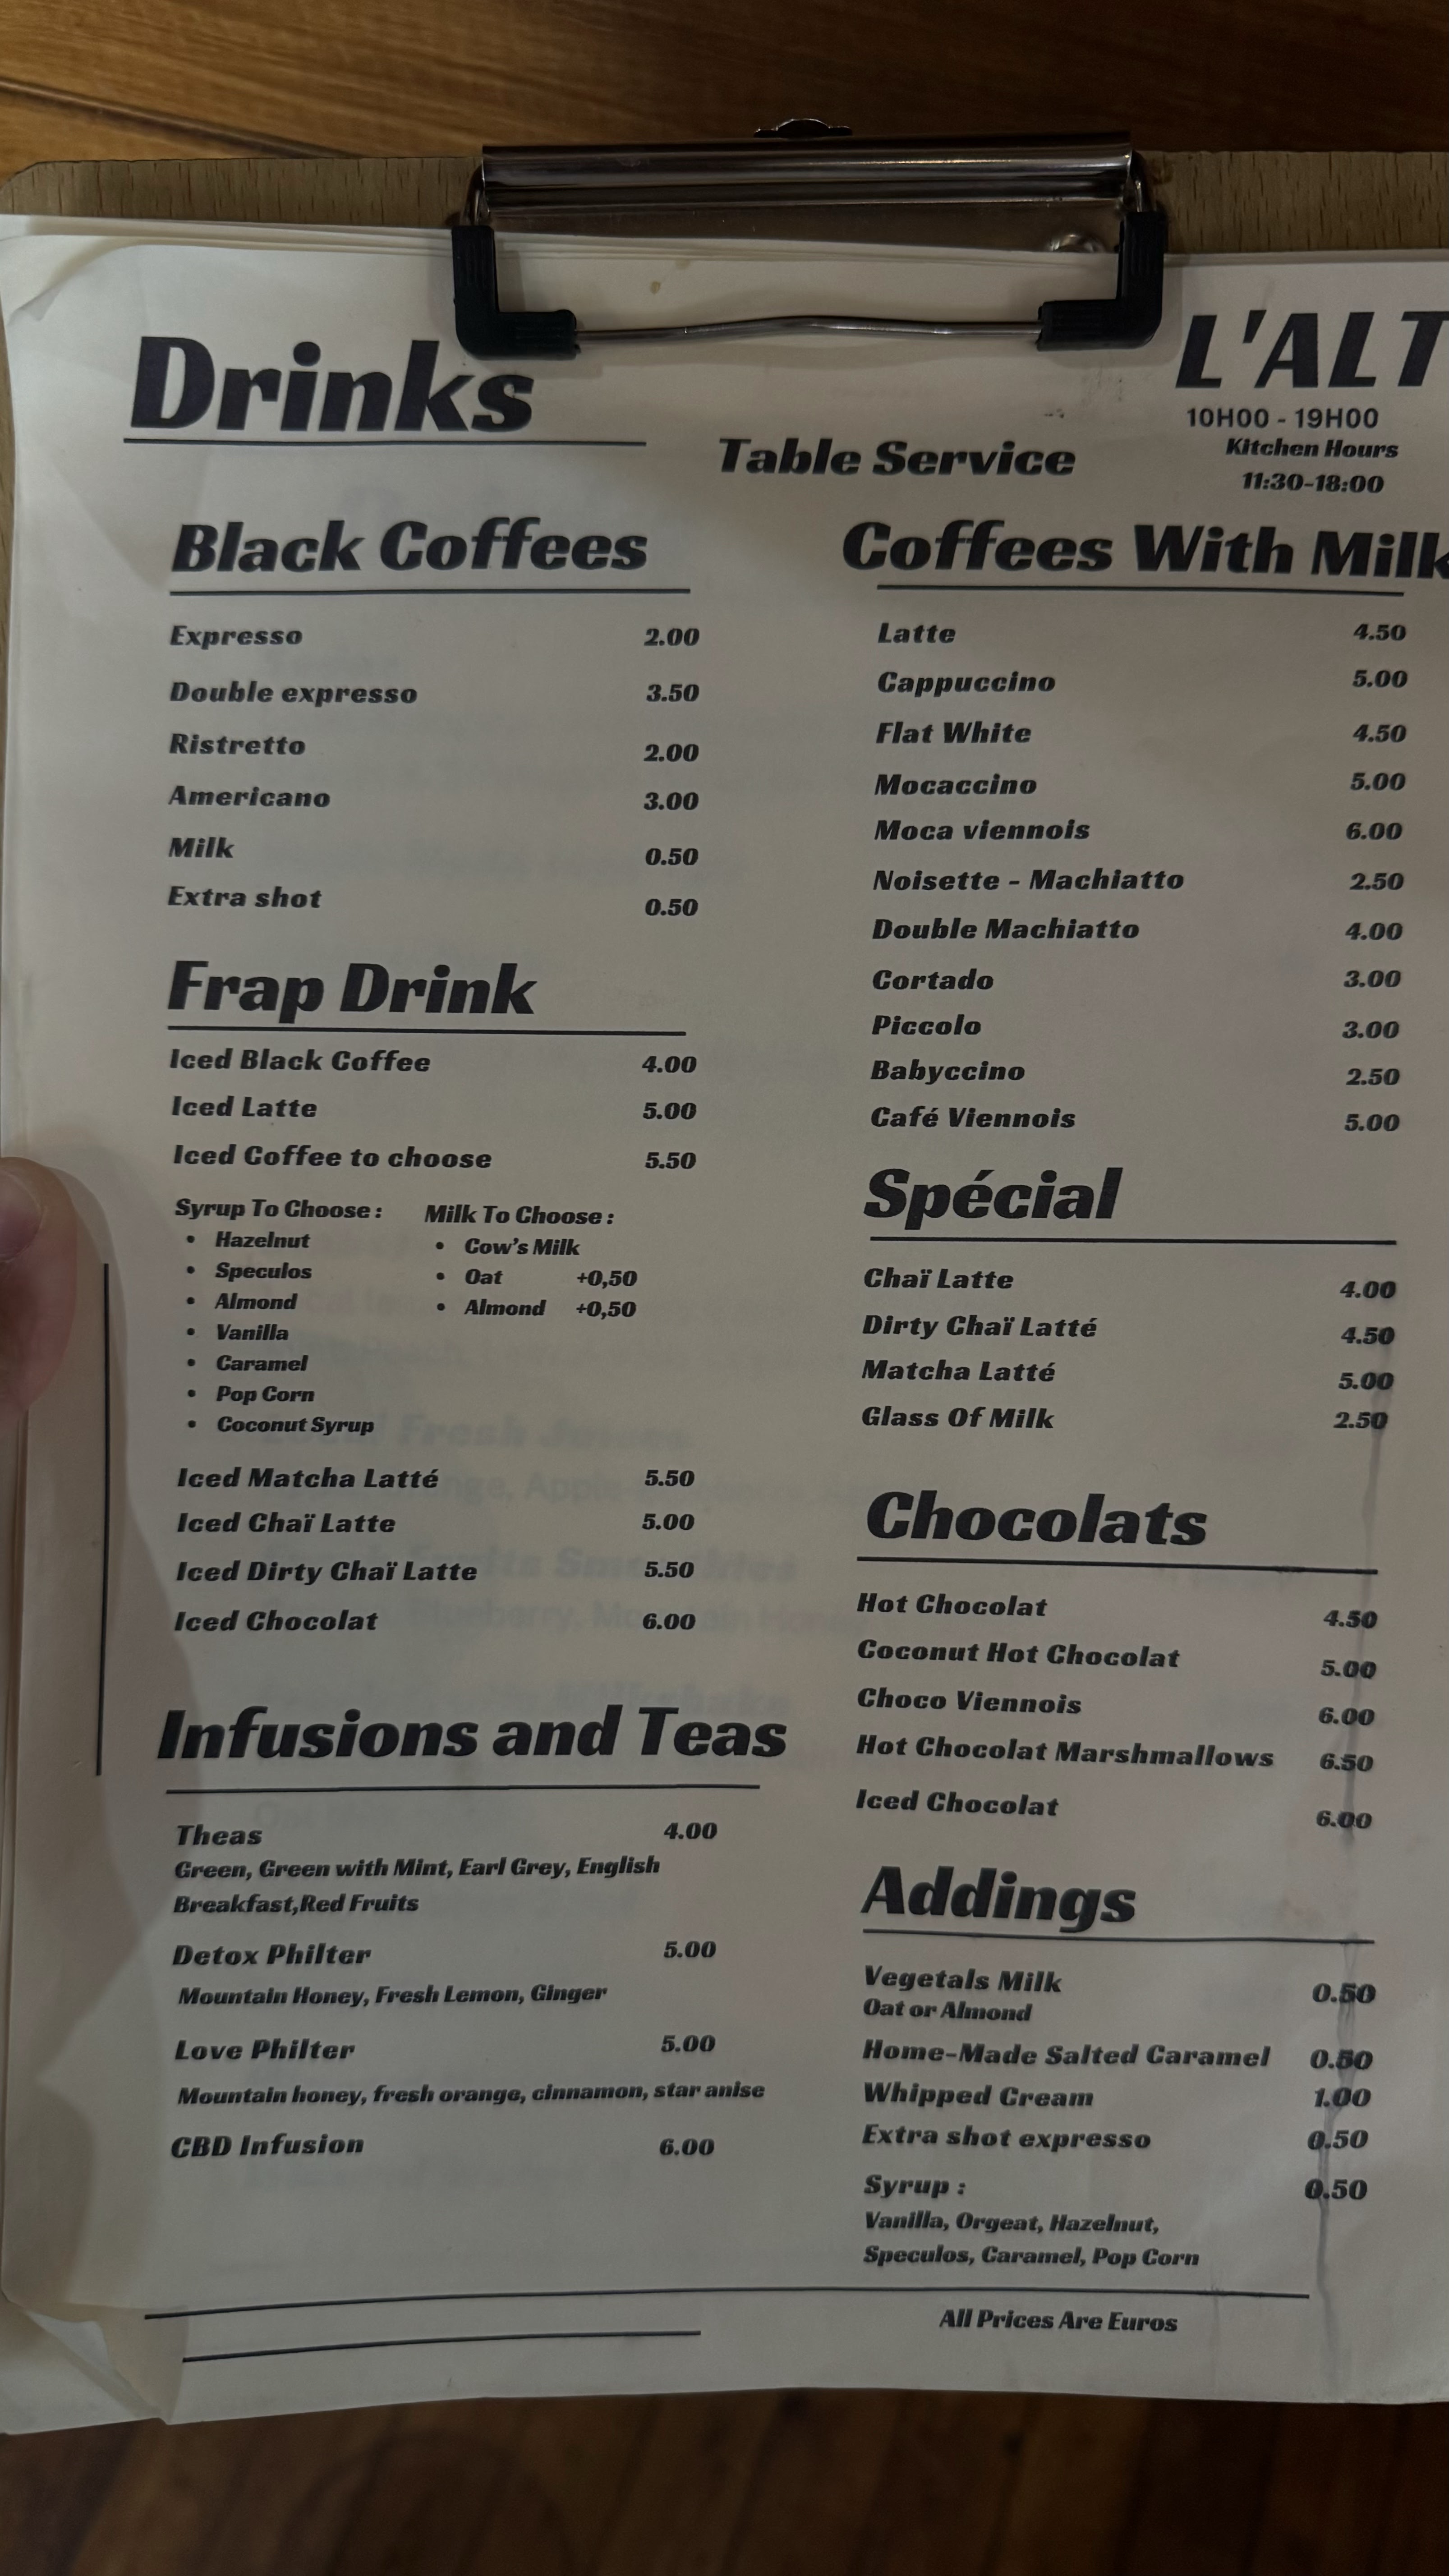 Drinks
L'ALT
10H00 - 19H00
Kitchen Hours
11:30-18:00
Table Service
Black Coffees
Expresso 2.00
Double expresso 3.50
Ristretto 2.00
Americano 3.00
Milk 0.50
Extra shot 0.50
Frap Drink
Iced Black Coffee 4.00
Iced Latte 5.00
Iced Coffee to choose 5.50
Syrup To Choose :
• Hazelnut
• Speculos
• Almond
• Vanilla
• Caramel
• Pop Corn
• Coconut Syrup
Milk To Choose :
• Cow's Milk
• Oat +0,50
• Almond +0,50
Iced Matcha Latté 5.50
Iced Chaï Latte 5.00
Iced Dirty Chaï Latte 5.50
Iced Chocolat 6.00
Infusions and Teas
Theas 4.00
Green, Green with Mint, Earl Grey, English
Breakfast,Red Fruits
Detox Philter 5.00
Mountain Honey, Fresh Lemon, Ginger
Love Philter 5.00
Mountain honey, fresh orange, cinnamon, star anise
CBD Infusion 6.00
Coffees With Milk
Latte 4.50
Cappuccino 5.00
Flat White 4.50
Mocaccino 5.00
Moca viennois 6.00
Noisette - Machiatto 2.50
Double Machiatto 4.00
Cortado 3.00
Piccolo 3.00
Babyccino 2.50
Café Viennois 5.00
Spécial
Chaï Latte 4.00
Dirty Chaï Latté 4.50
Matcha Latté 5.00
Glass Of Milk 2.50
Chocolats
Hot Chocolat 4.50
Coconut Hot Chocolat 5.00
Choco Viennois 6.00
Hot Chocolat Marshmallows 6.50
Iced Chocolat 6.00
Addings
Vegetals Milk 0.50
Oat or Almond
Home-Made Salted Caramel 0.50
Whipped Cream 1.00
Extra shot expresso 0.50
Syrup : 0.50
Vanilla, Orgeat, Hazelnut,
Speculos, Caramel, Pop Corn
All Prices Are Euros